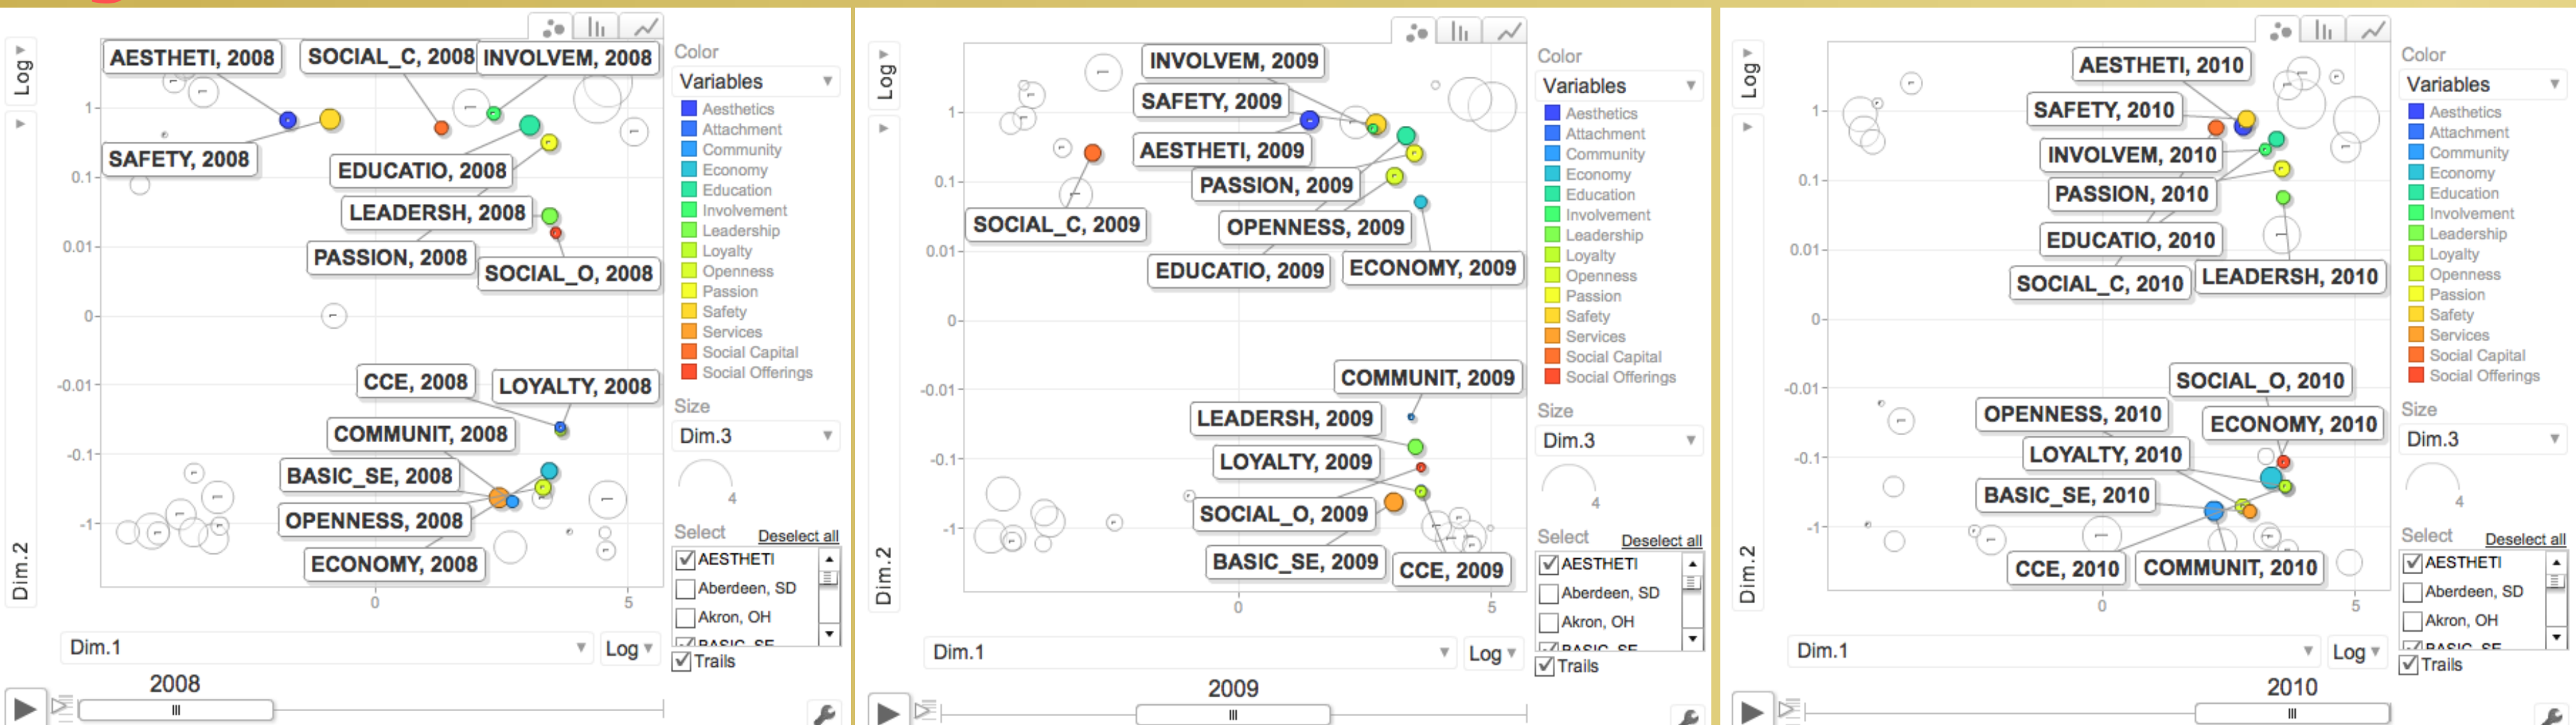 AESTHETI, 2008
SOCIAL_C, 2008
INVOLVEM, 2008
SAFETY, 2008
EDUCATIO, 2008
LEADERSH, 2008
PASSION, 2008
SOCIAL_O, 2008
CCE, 2008
LOYALTY, 2008
COMMUNIT, 2008
BASIC_SE, 2008
OPENNESS, 2008
ECONOMY, 2008
Log
Dim.2
1
0.1
0.01
0
-0.01
-0.1
-1
0
5
Dim.1
Log
2008
Color
Variables
Aesthetics
Attachment
Community
Economy
Education
Involvement
Leadership
Loyalty
Openness
Passion
Safety
Services
Social Capital
Social Offerings
Size
Dim.3
4
Select
Deselect all
AESTHETI
Aberdeen, SD
Akron, OH
BASIC_SE
Trails
INVOLVEM, 2009
SAFETY, 2009
AESTHETI, 2009
PASSION, 2009
SOCIAL_C, 2009
OPENNESS, 2009
EDUCATIO, 2009
ECONOMY, 2009
COMMUNIT, 2009
LEADERSH, 2009
LOYALTY, 2009
SOCIAL_O, 2009
BASIC_SE, 2009
CCE, 2009
Log
Dim.2
1
0.1
0.01
0
-0.01
-0.1
-1
0
5
Dim.1
Log
2009
Color
Variables
Aesthetics
Attachment
Community
Economy
Education
Involvement
Leadership
Loyalty
Openness
Passion
Safety
Services
Social Capital
Social Offerings
Size
Dim.3
4
Select
Deselect all
AESTHETI
Aberdeen, SD
Akron, OH
BASIC_SE
Trails
AESTHETI, 2010
SAFETY, 2010
INVOLVEM, 2010
PASSION, 2010
EDUCATIO, 2010
SOCIAL_C, 2010
LEADERSH, 2010
SOCIAL_O, 2010
OPENNESS, 2010
ECONOMY, 2010
LOYALTY, 2010
BASIC_SE, 2010
CCE, 2010
COMMUNIT, 2010
Log
Dim.2
1
0.1
0.01
0
-0.01
-0.1
-1
0
5
Dim.1
Log
2010
Color
Variables
Aesthetics
Attachment
Community
Economy
Education
Involvement
Leadership
Loyalty
Openness
Passion
Safety
Services
Social Capital
Social Offerings
Size
Dim.3
4
Select
Deselect all
AESTHETI
Aberdeen, SD
Akron, OH
BASIC_SE
Trails